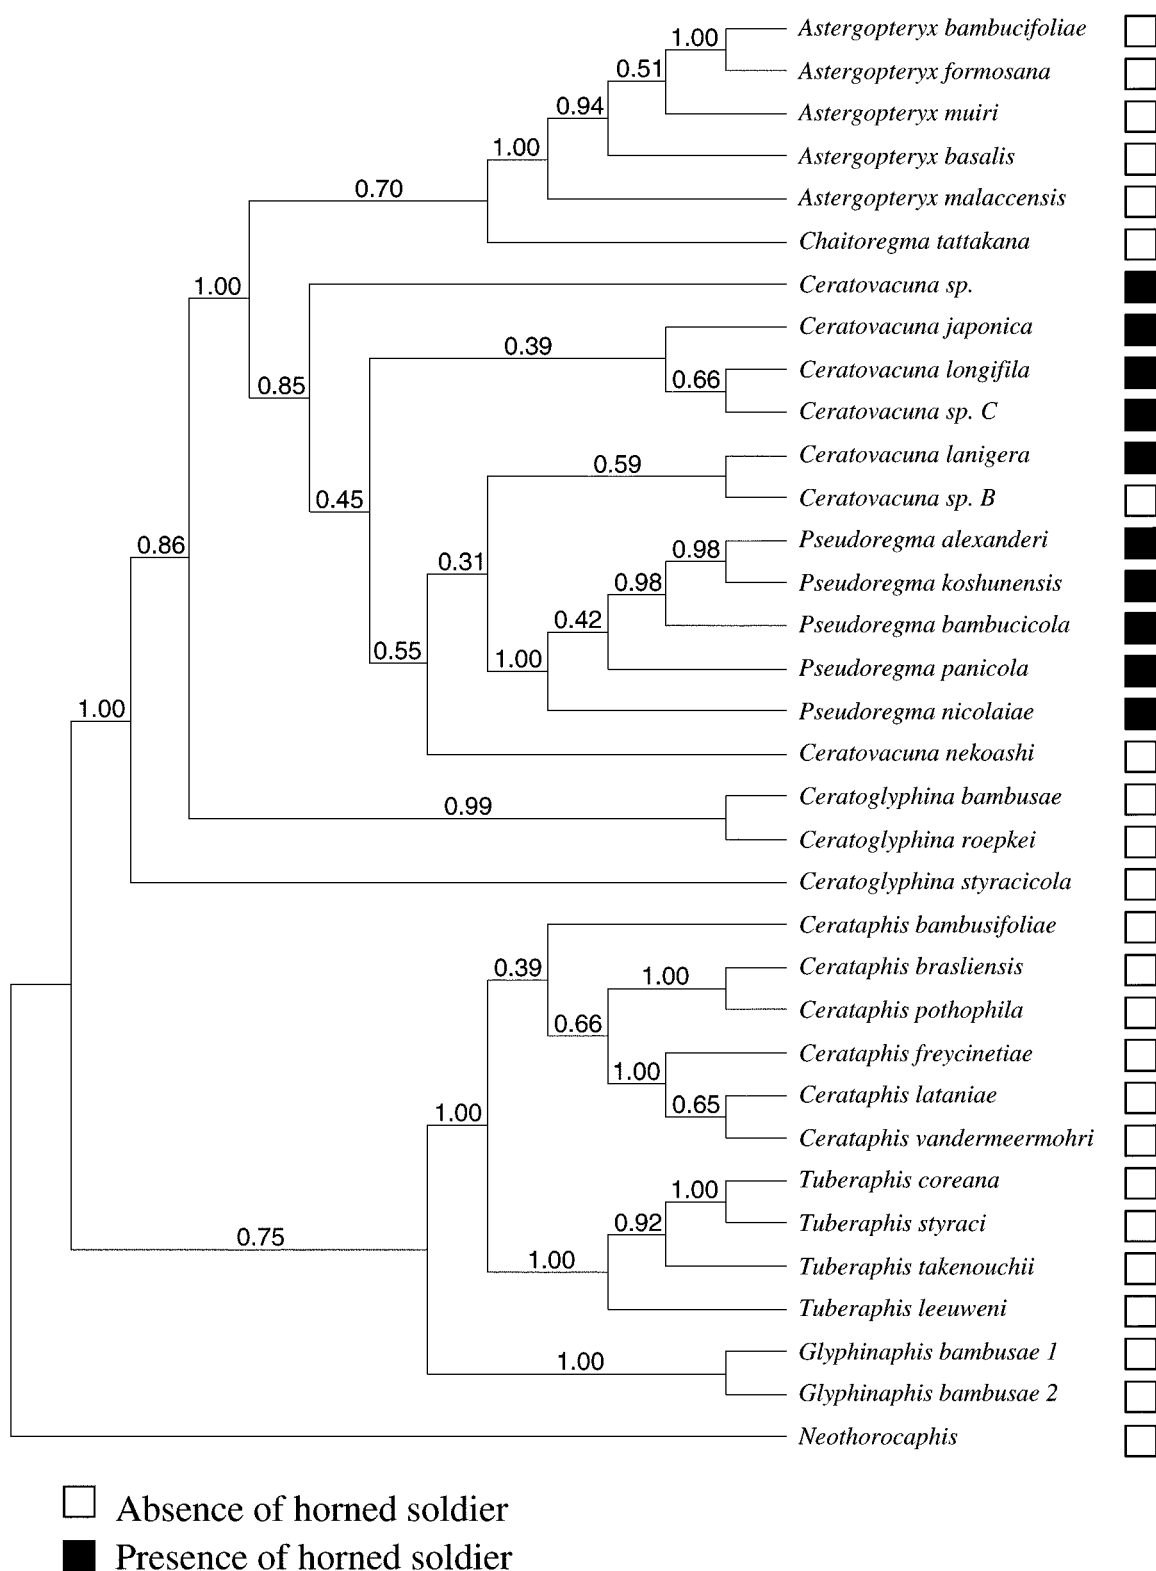 Astergopteryx bambucifoliae
1.00
Astergopteryx formosana
0.51
Astergopteryx muiri
0.94
Astergopteryx basalis
1.00
Astergopteryx malaccensis
0.70
Chaitoregma tattakana
1.00
Ceratovacuna sp.
Ceratovacuna japonica
0.39
Ceratovacuna longifila
0.85
0.66
Ceratovacuna sp. C
Ceratovacuna lanigera
0.59
0.45
Ceratovacuna sp. B
0.86
Pseudoregma alexanderi
0.98
0.31
Pseudoregma koshunensis
0.98
0.42
Pseudoregma bambucicola
0.55
1.00
Pseudoregma panicola
1.00
Pseudoregma nicolaiae
Ceratovacuna nekoashi
Ceratoglyphina bambusae
0.99
Ceratoglyphina roepkei
Ceratoglyphina styracicola
Cerataphis bambusifoliae
0.39
Cerataphis brasliensis
1.00
Cerataphis pothophila
0.66
Cerataphis freycinetiae
1.00
Cerataphis lataniae
1.00
0.65
Cerataphis vandermeermohri
Tuberaphis coreana
1.00
Tuberaphis styraci
0.92
0.75
1.00
Tuberaphis takenouchii
Tuberaphis leeuweni
Glyphinaphis bambusae 1
1.00
Glyphinaphis bambusae 2
Neothorocaphis
Absence of horned soldier
Presence of horned soldier